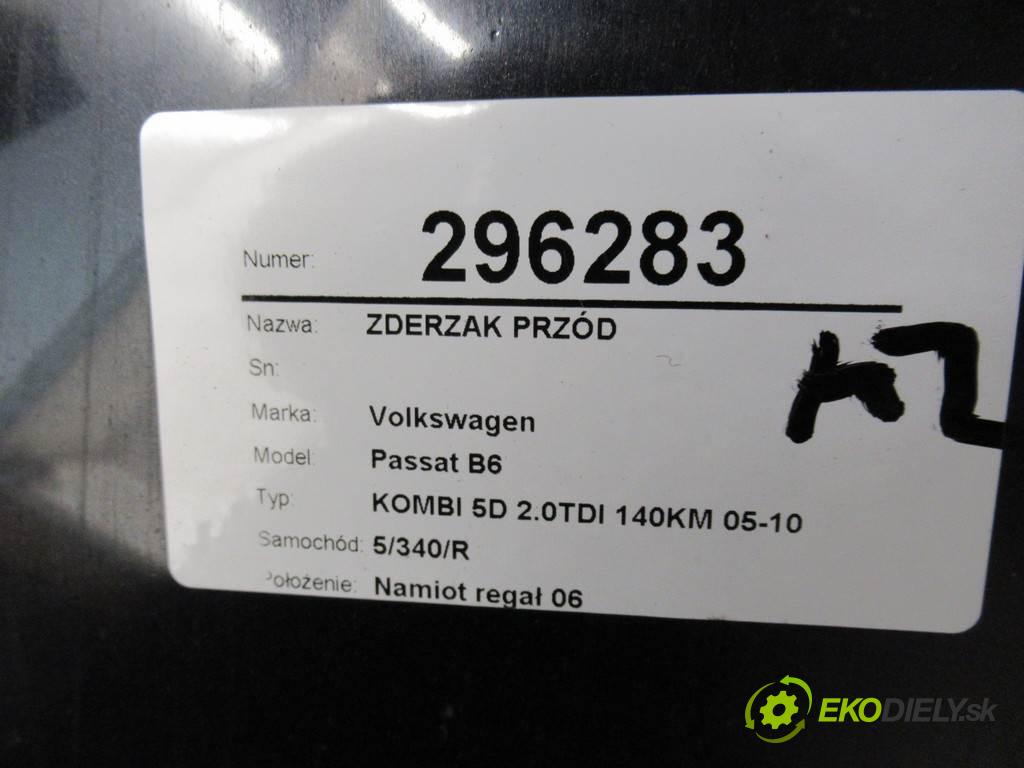 Numer: 296283
Nazwa: ZDERZAK PRZÓD
Sn:
Marka: Volkswagen
Model: Passat B6
Typ: KOMBI 5D 2.0TDI 140KM 05-10
Samochód: 5/340/R
Położenie: Namiot regał 06
EKODIELY.sk